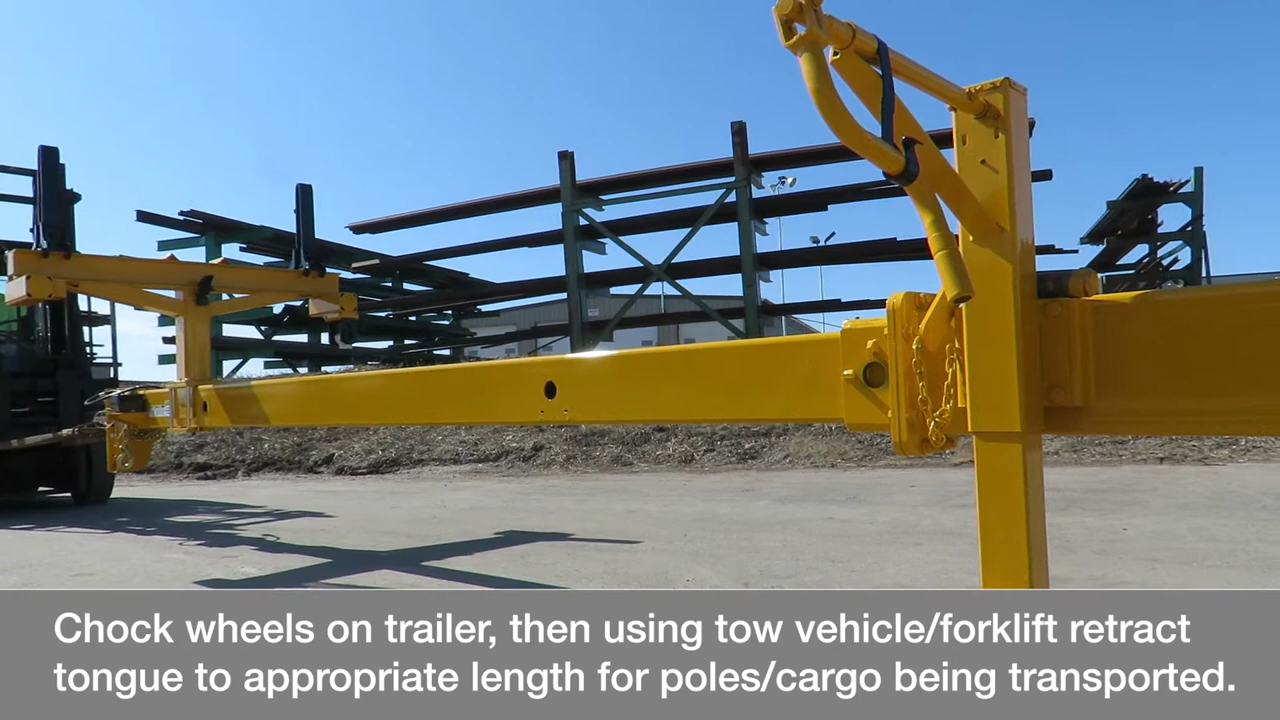 Chock wheels on trailer, then using tow vehicle/forklift retract
tongue to appropriate length for poles/cargo being transported.